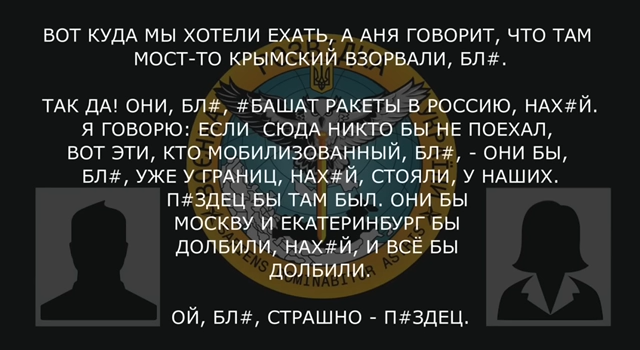 ВОТ КУДА МЫ ХОТЕЛИ ЕХАТЬ, А АНЯ ГОВОРИТ, ЧТО ТАМ
МОСТ-ТО КРЫМСКИЙ ВЗОРВАЛИ, БЛ#.
ТАК ДА! ОНИ, БЛ#, #БАШАТ РАКЕТЫ В РОССИЮ, НАХ#Й.
Я ГОВОРЮ: ЕСЛИ СЮДА НИКТО БЫ НЕ ПОЕХАЛ,
ВОТ ЭТИ, КТО МОБИЛИЗОВАННЫЙ, БЛ#, - ОНИ БЫ,
БЛ#, УЖЕ У ГРАНИЦ, НАХ#Й, СТОЯЛИ, У НАШИХ.
П#ЗДЕЦ БЫ ТАМ БЫЛ. ОНИ БЫ
МОСКВУ И ЕКАТЕРИНБУРГ БЫ
ДОЛБИЛИ, НАХ#Й, И ВСЁ БЫ
ДОЛБИЛИ.
ОЙ, БЛ#, СТРАШНО - П#ЗДЕЦ.